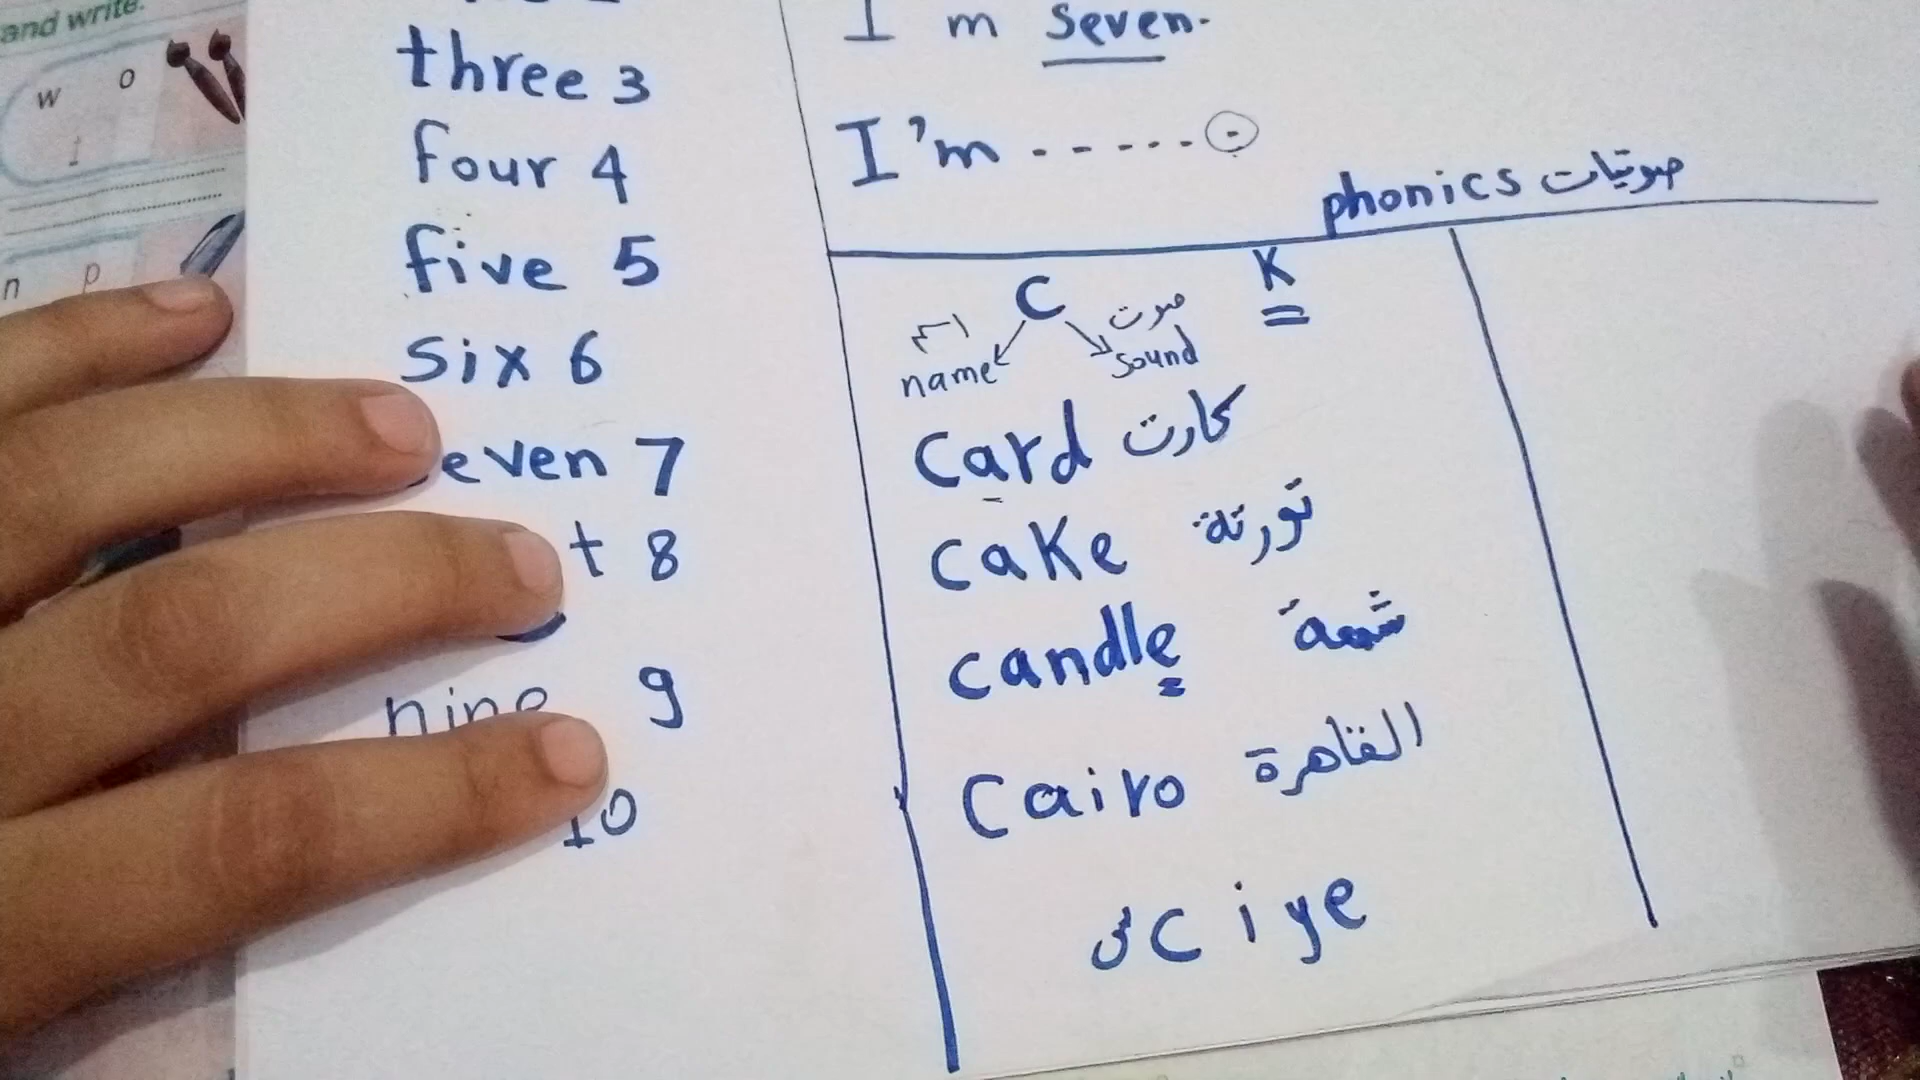 and write.
w o
t
n p
three 3
four 4
five 5
six 6
even 7
t 8
nine 9
10
I m seven.
I'm ......
phonics صوتيات
C K
اسم صوت
name sound
card كارت
cake تورتة
candle شمعة
Cairo القاهرة
س c i y e